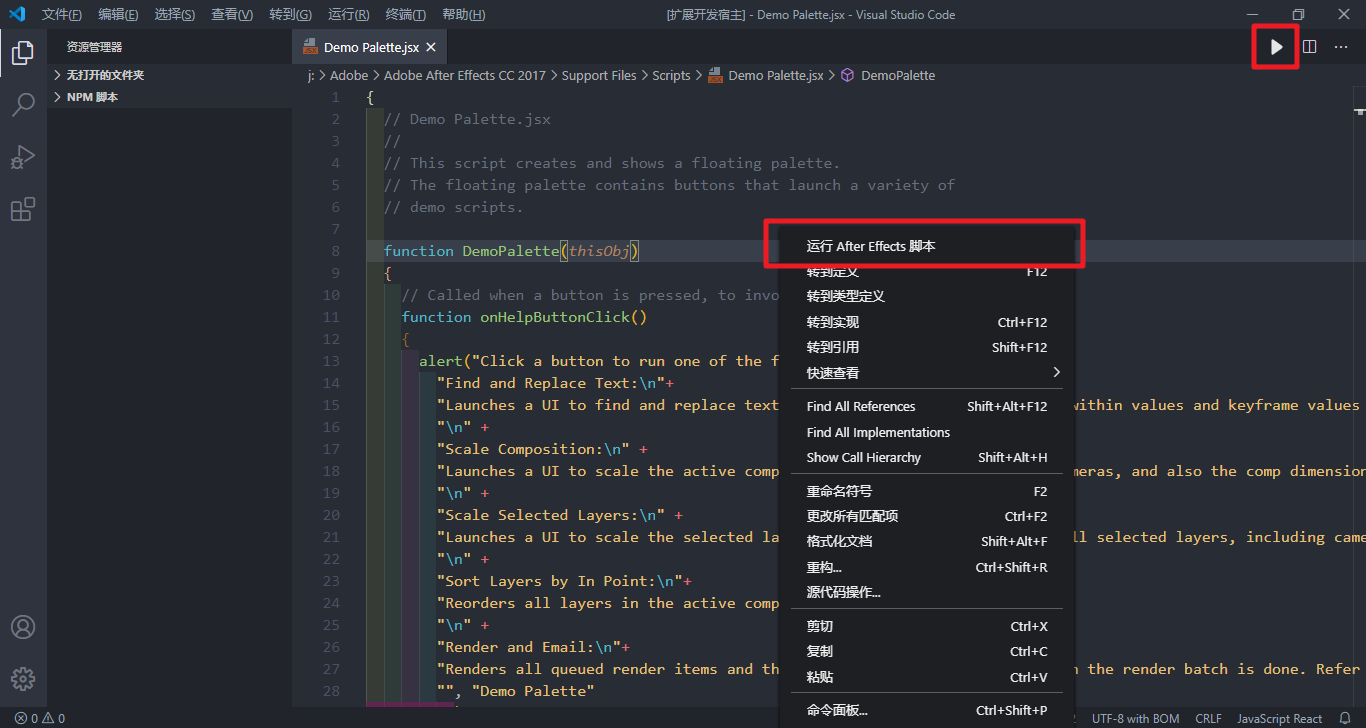 文件(F) 编辑(E) 选择(S) 查看(V) 转到(G) 运行(R) 终端(T) 帮助(H) [扩展开发宿主] - Demo Palette.jsx - Visual Studio Code
资源管理器
无打开的文件夹
NPM 脚本
Demo Palette.jsx
j: > Adobe > Adobe After Effects CC 2017 > Support Files > Scripts > Demo Palette.jsx > DemoPalette
1 {
2 // Demo Palette.jsx
3 //
4 // This script creates and shows a floating palette.
5 // The floating palette contains buttons that launch a variety of
6 // demo scripts.
7
8 function DemoPalette(thisObj)
9 {
10 // Called when a button is pressed, to invo
11 function onHelpButtonClick()
12 {
13 alert("Click a button to run one of the f
14 "Find and Replace Text:\n"+
15 "Launches a UI to find and replace text within values and keyframe values
16 "\n" +
17 "Scale Composition:\n" +
18 "Launches a UI to scale the active comp meras, and also the comp dimension
19 "\n" +
20 "Scale Selected Layers:\n" +
21 "Launches a UI to scale the selected la ll selected layers, including came
22 "\n" +
23 "Sort Layers by In Point:\n"+
24 "Reorders all layers in the active comp
25 "\n" +
26 "Render and Email:\n"+
27 "Renders all queued render items and th n the render batch is done. Refer
28 "", "Demo Palette"
运行 After Effects 脚本
转到定义 F12
转到类型定义
转到实现 Ctrl+F12
转到引用 Shift+F12
快速查看
Find All References Shift+Alt+F12
Find All Implementations
Show Call Hierarchy Shift+Alt+H
重命名符号 F2
更改所有匹配项 Ctrl+F2
格式化文档 Shift+Alt+F
重构... Ctrl+Shift+R
源代码操作...
剪切 Ctrl+X
复制 Ctrl+C
粘贴 Ctrl+V
命令面板... Ctrl+Shift+P
0 0 UTF-8 with BOM CRLF JavaScript React